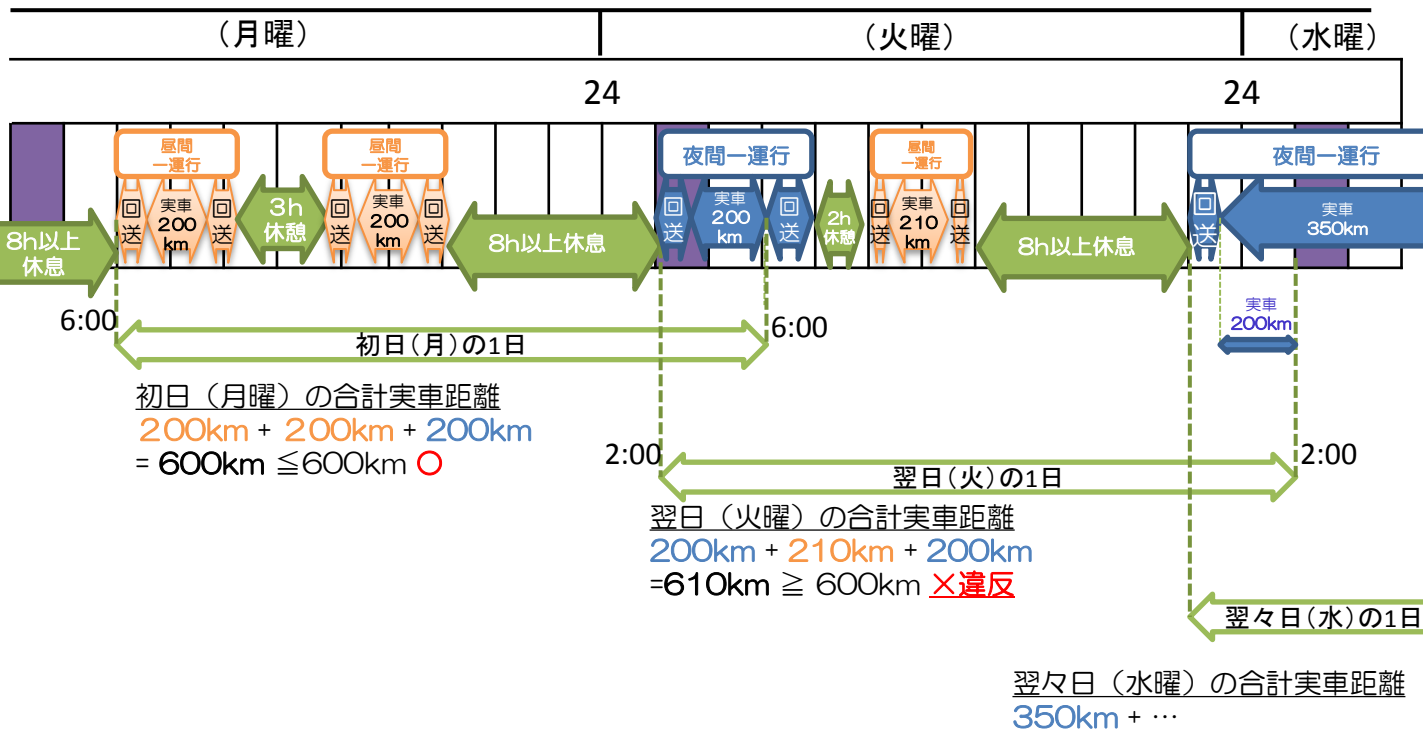 （月曜）
（火曜）
（水曜）
24
24
昼間
一運行
昼間
一運行
夜間一運行
昼間
一運行
夜間一運行
8h以上
休息
回送
実車
200
km
回送
3h
休憩
回送
実車
200
km
回送
8h以上休息
回送
実車
200
km
回送
2h
休憩
回送
実車
210
km
回送
8h以上休息
回送
実車
350km
6:00
初日（月）の1日
6:00
実車
200km
初日（月曜）の合計実車距離
200km + 200km + 200km
= 600km ≦600km ○
2:00
翌日（火）の1日
2:00
翌日（火曜）の合計実車距離
200km + 210km + 200km
=610km ≧ 600km ×違反
翌々日（水）の1日
翌々日（水曜）の合計実車距離
350km + …